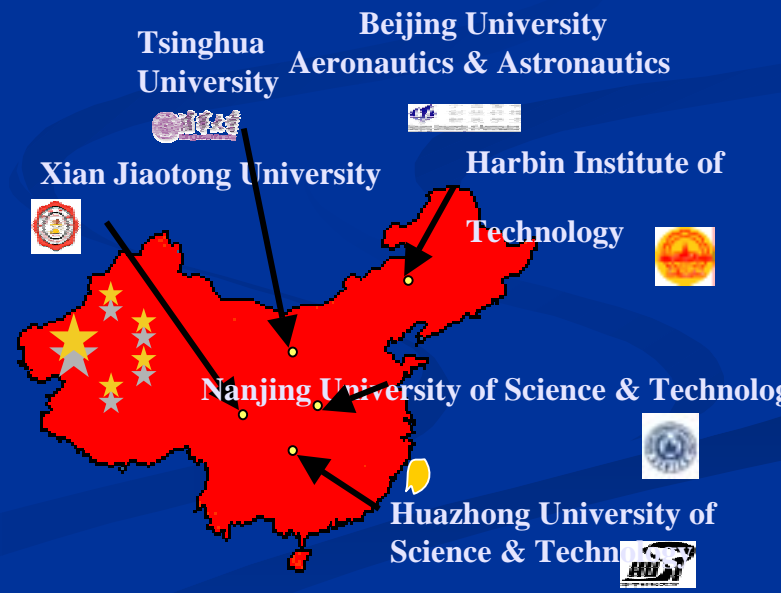 Tsinghua
University
Beijing University
Aeronautics & Astronautics
Xian Jiaotong University
Harbin Institute of
Technology
Nanjing University of Science & Technolog
Huazhong University of
Science & Technology